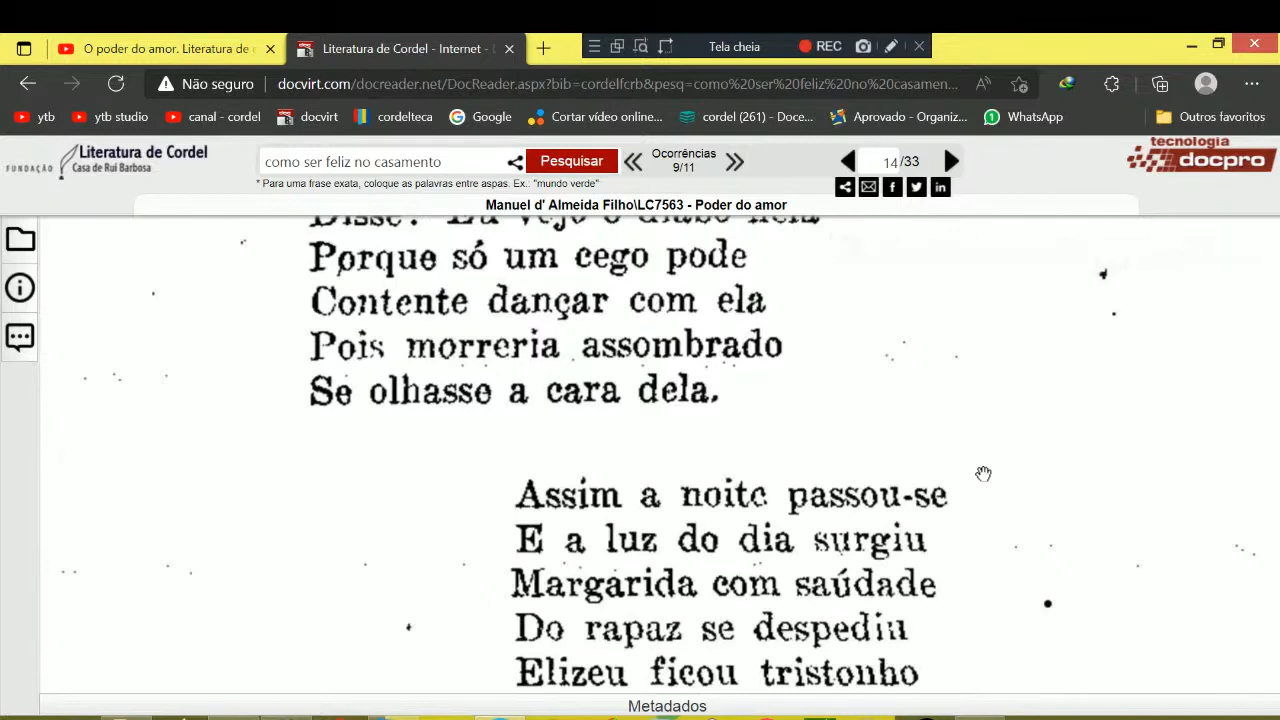 O poder do amor. Literatura de
Literatura de Cordel - Internet -
Tela cheia
REC
Não seguro
docvirt.com/docreader.net/DocReader.aspx?bib=cordelfcrb&pesq=como%20ser%20feliz%20no%20casamen...
ytb
ytb studio
canal - cordel
docvirt
cordelteca
Google
Cortar vídeo online...
cordel (261) - Doce...
Aprovado - Organiz...
WhatsApp
Outros favoritos
FUNDAÇÃO
Literatura de Cordel
Casa de Rui Barbosa
como ser feliz no casamento
Pesquisar
Ocorrências
9/11
14 /33
tecnologia
docpro
* Para uma frase exata, coloque as palavras entre aspas. Ex.: "mundo verde"
Manuel d' Almeida Filho\LC7563 - Poder do amor
Disse: Eu vejo o diabo nela
Porque só um cego pode
Contente dançar com ela
Pois morreria assombrado
Se olhasse a cara dela.
Assim a noite passou-se
E a luz do dia surgiu
Margarida com saúdade
Do rapaz se despediu
Elizeu ficou tristonho
Metadados